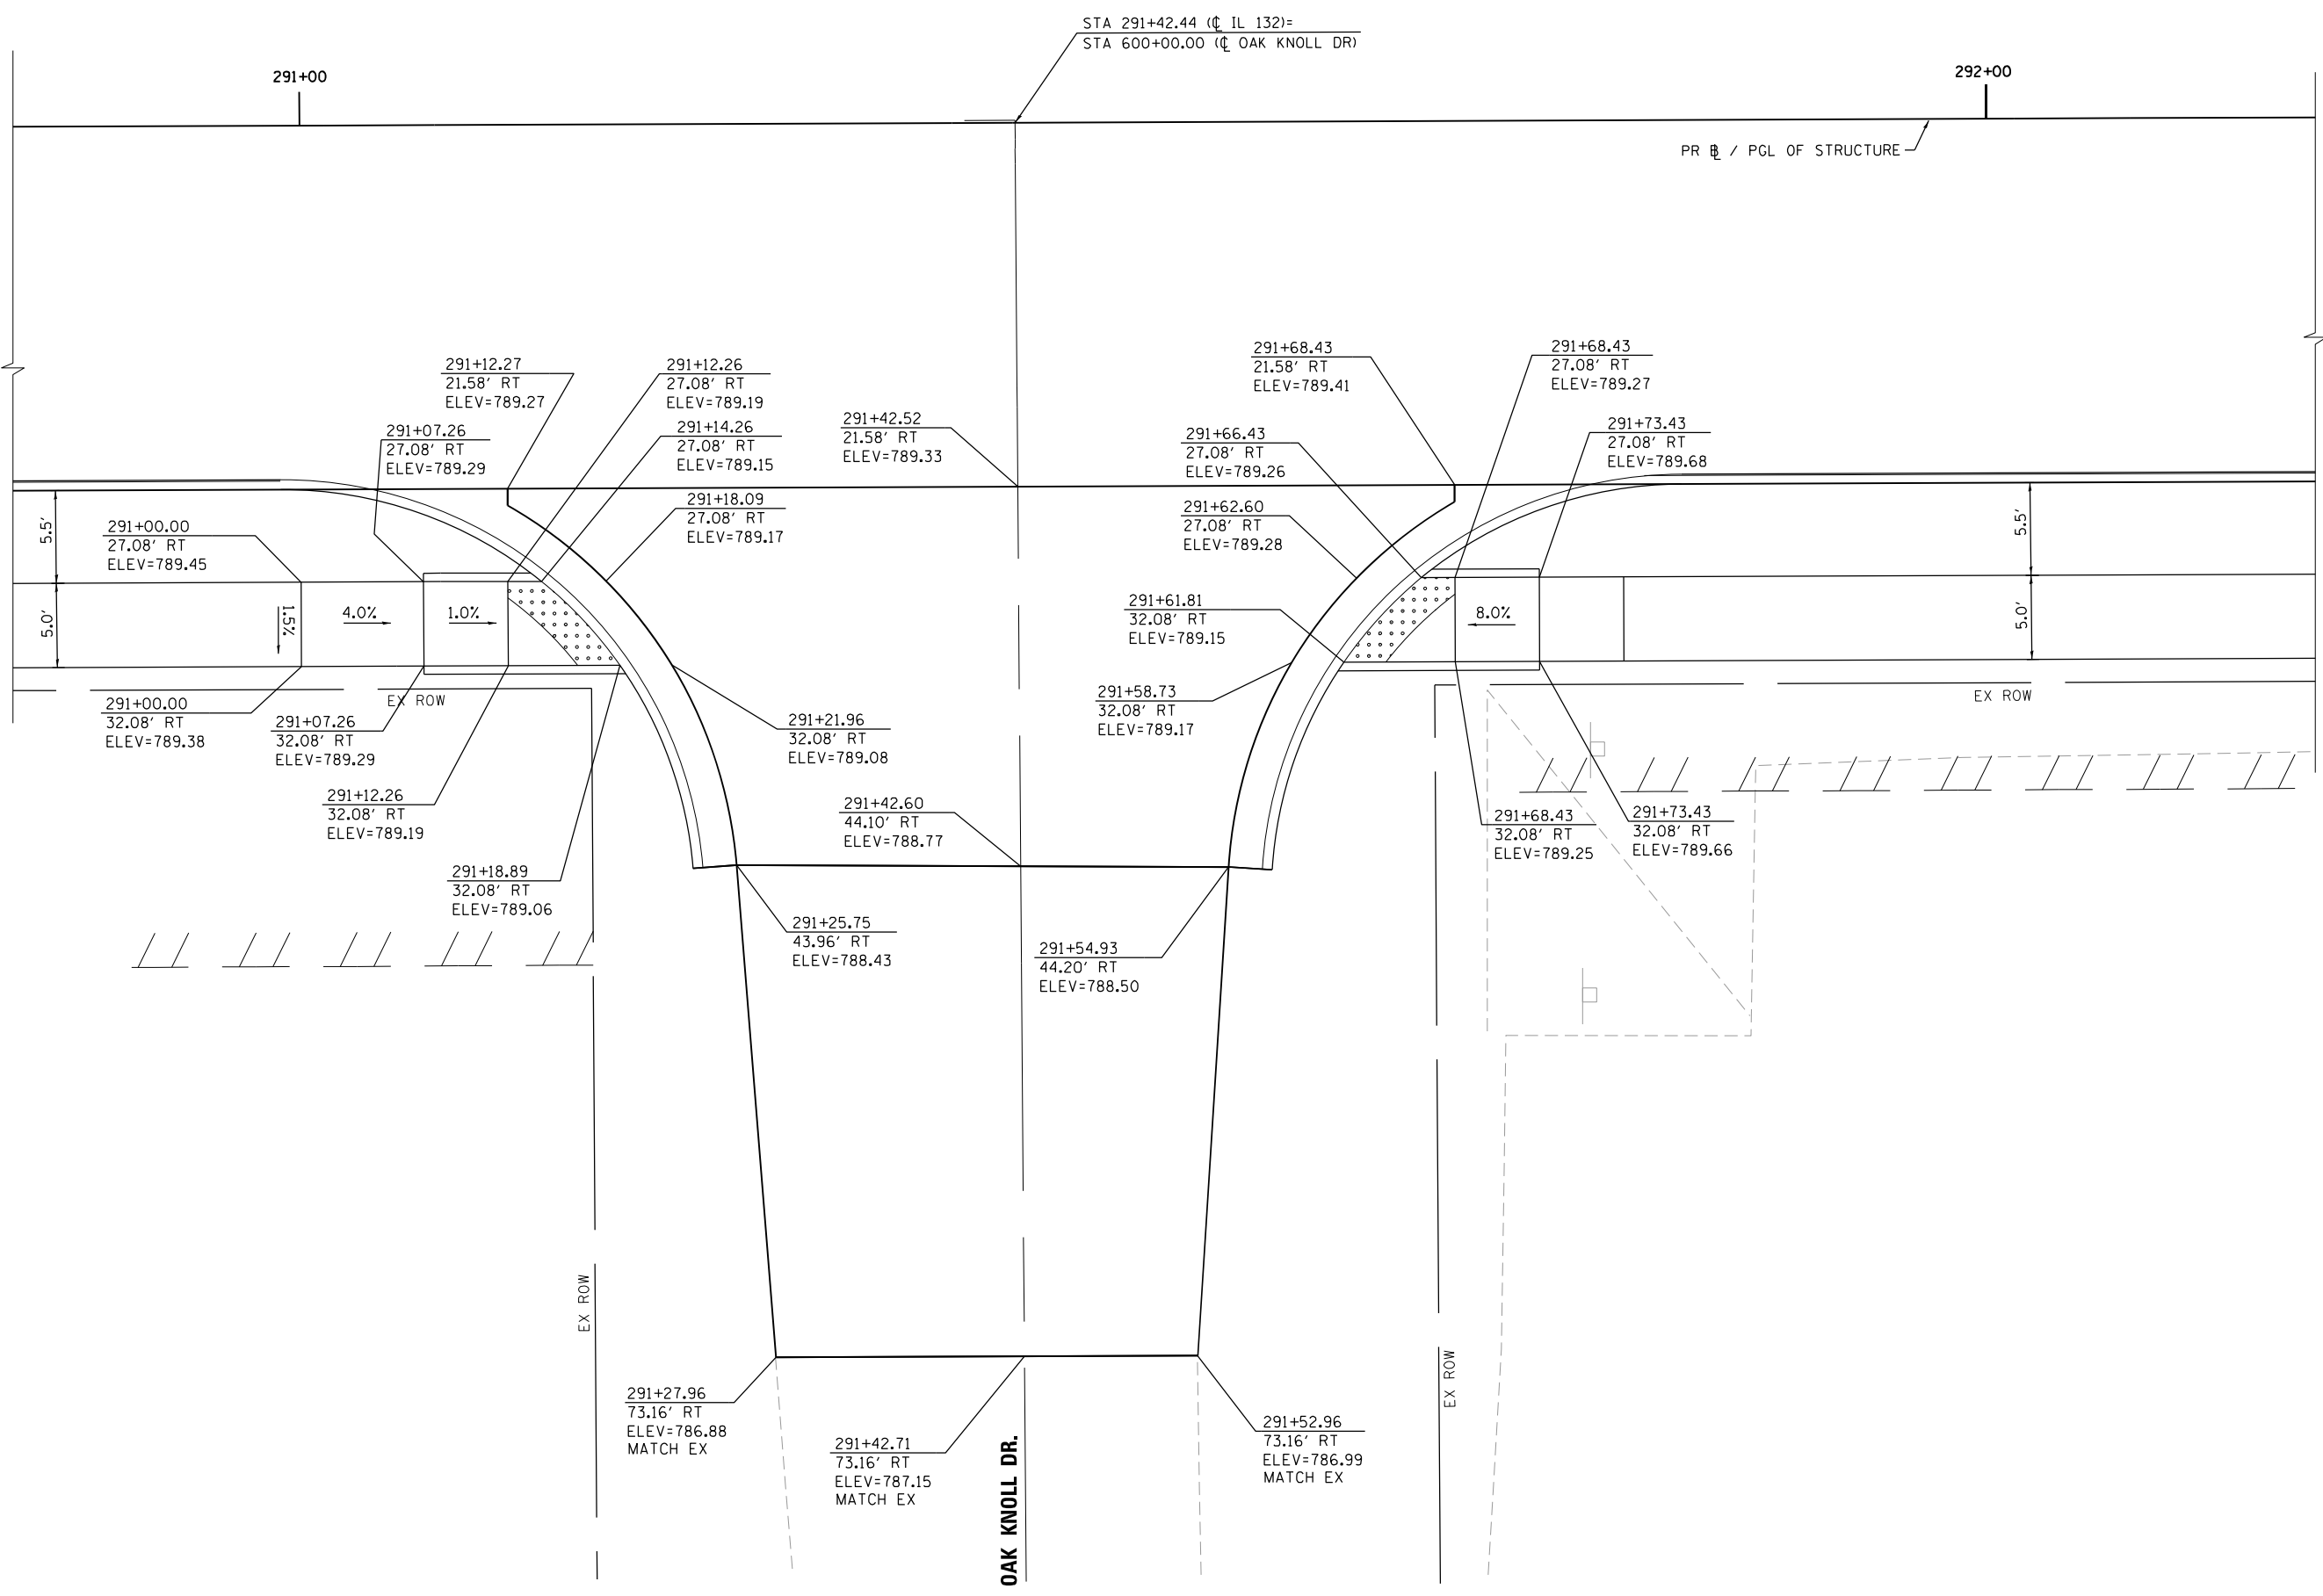 STA 291+42.44 (℄ IL 132)=
STA 600+00.00 (℄ OAK KNOLL DR)
291+00
292+00
PR ⅊ / PGL OF STRUCTURE
291+12.27
21.58' RT
ELEV=789.27
291+12.26
27.08' RT
ELEV=789.19
291+68.43
21.58' RT
ELEV=789.41
291+68.43
27.08' RT
ELEV=789.27
291+07.26
27.08' RT
ELEV=789.29
291+14.26
27.08' RT
ELEV=789.15
291+42.52
21.58' RT
ELEV=789.33
291+66.43
27.08' RT
ELEV=789.26
291+73.43
27.08' RT
ELEV=789.68
291+18.09
27.08' RT
ELEV=789.17
291+62.60
27.08' RT
ELEV=789.28
5.5'
291+00.00
27.08' RT
ELEV=789.45
5.5'
5.0'
1.5%
4.0%
1.0%
291+61.81
32.08' RT
ELEV=789.15
8.0%
5.0'
291+00.00
32.08' RT
ELEV=789.38
EX ROW
291+07.26
32.08' RT
ELEV=789.29
291+21.96
32.08' RT
ELEV=789.08
291+58.73
32.08' RT
ELEV=789.17
EX ROW
291+12.26
32.08' RT
ELEV=789.19
291+42.60
44.10' RT
ELEV=788.77
291+68.43
32.08' RT
ELEV=789.25
291+73.43
32.08' RT
ELEV=789.66
291+18.89
32.08' RT
ELEV=789.06
291+25.75
43.96' RT
ELEV=788.43
291+54.93
44.20' RT
ELEV=788.50
EX ROW
EX ROW
291+27.96
73.16' RT
ELEV=786.88
MATCH EX
291+42.71
73.16' RT
ELEV=787.15
MATCH EX
OAK KNOLL DR.
291+52.96
73.16' RT
ELEV=786.99
MATCH EX